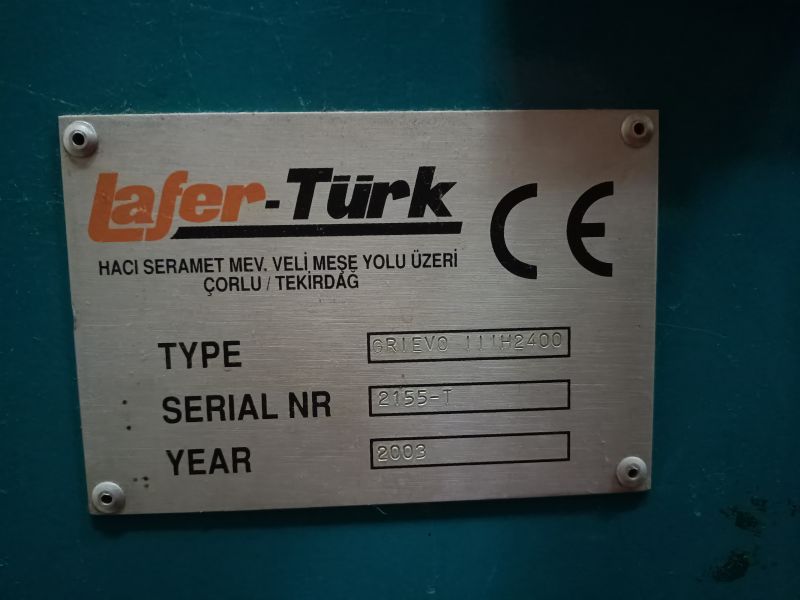 Lafer-Türk
CE
HACI SERAMET MEV. VELİ MEŞE YOLU ÜZERİ
ÇORLU / TEKİRDAĞ
TYPE GRIEVO 111H2400
SERIAL NR 2155-T
YEAR 2003